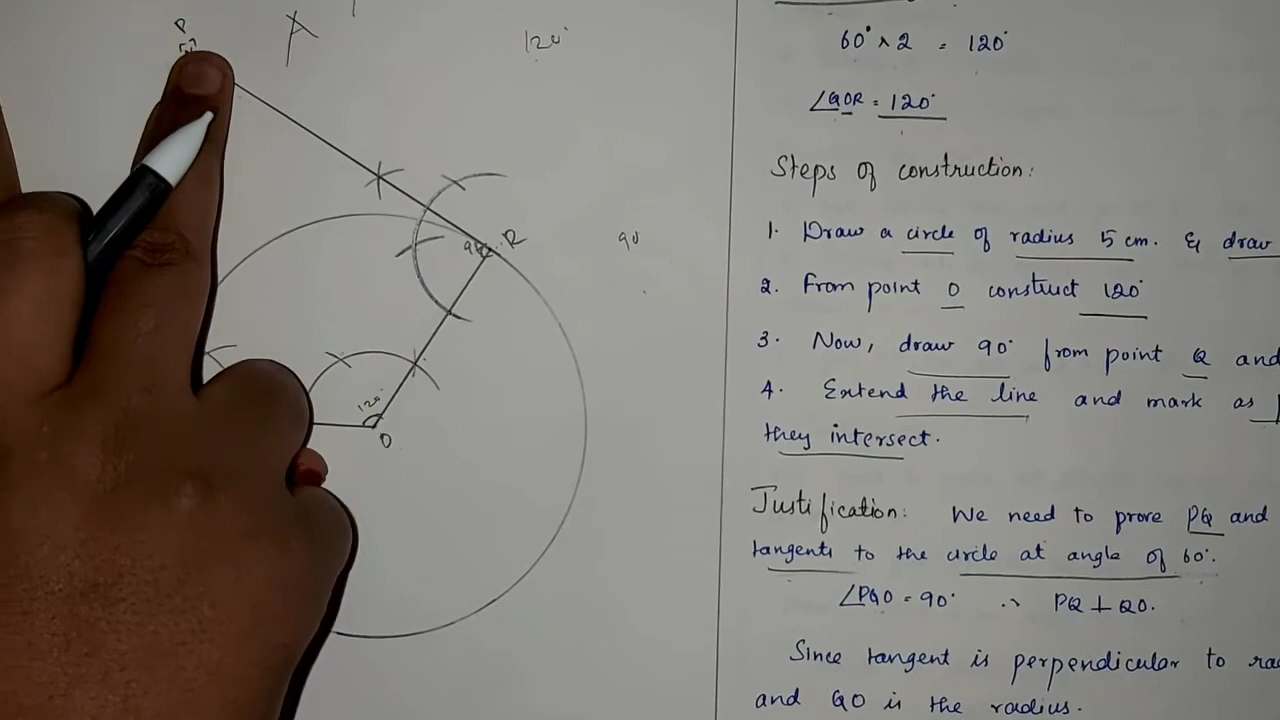 P
A
120°
R
90
90
120°
O
60° × 2 = 120°
∠QOR = 120°
Steps of construction:
1. Draw a circle of radius 5 cm. & draw
2. From point O construct 120°
3. Now, draw 90° from point Q and
4. Extend the line and mark as
they intersect.
Justification: We need to prove PQ and
tangents to the circle at angle of 60°.
∠PQO = 90° ∴ PQ ⊥ QO.
Since tangent is perpendicular to
and QO is the radius.